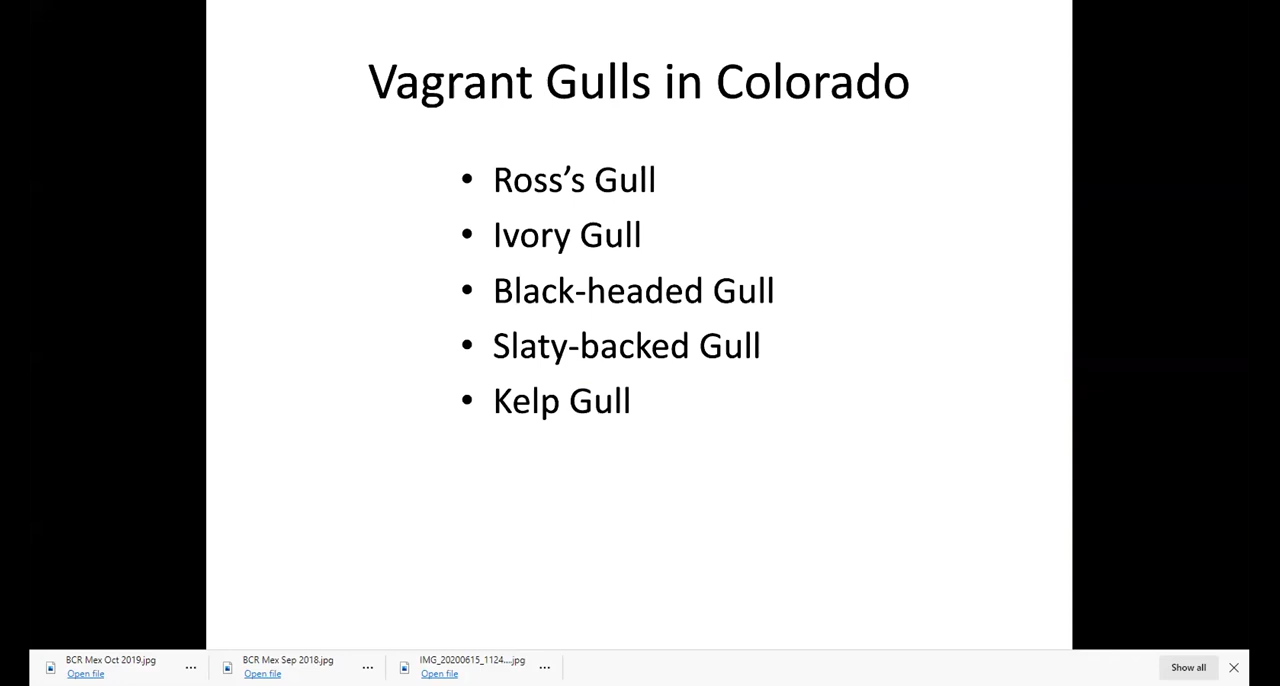 Vagrant Gulls in Colorado
• Ross’s Gull
• Ivory Gull
• Black-headed Gull
• Slaty-backed Gull
• Kelp Gull
BCR Mex Oct 2019.jpg
Open file
...
BCR Mex Sep 2018.jpg
Open file
...
IMG_20200615_1124....jpg
Open file
...
Show all